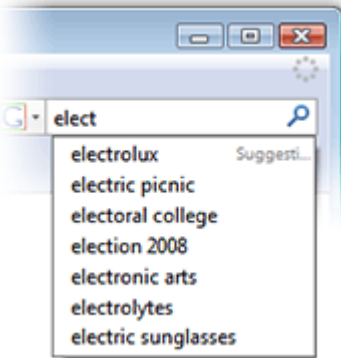 G elect
electrolux Suggesti...
electric picnic
electoral college
election 2008
electronic arts
electrolytes
electric sunglasses